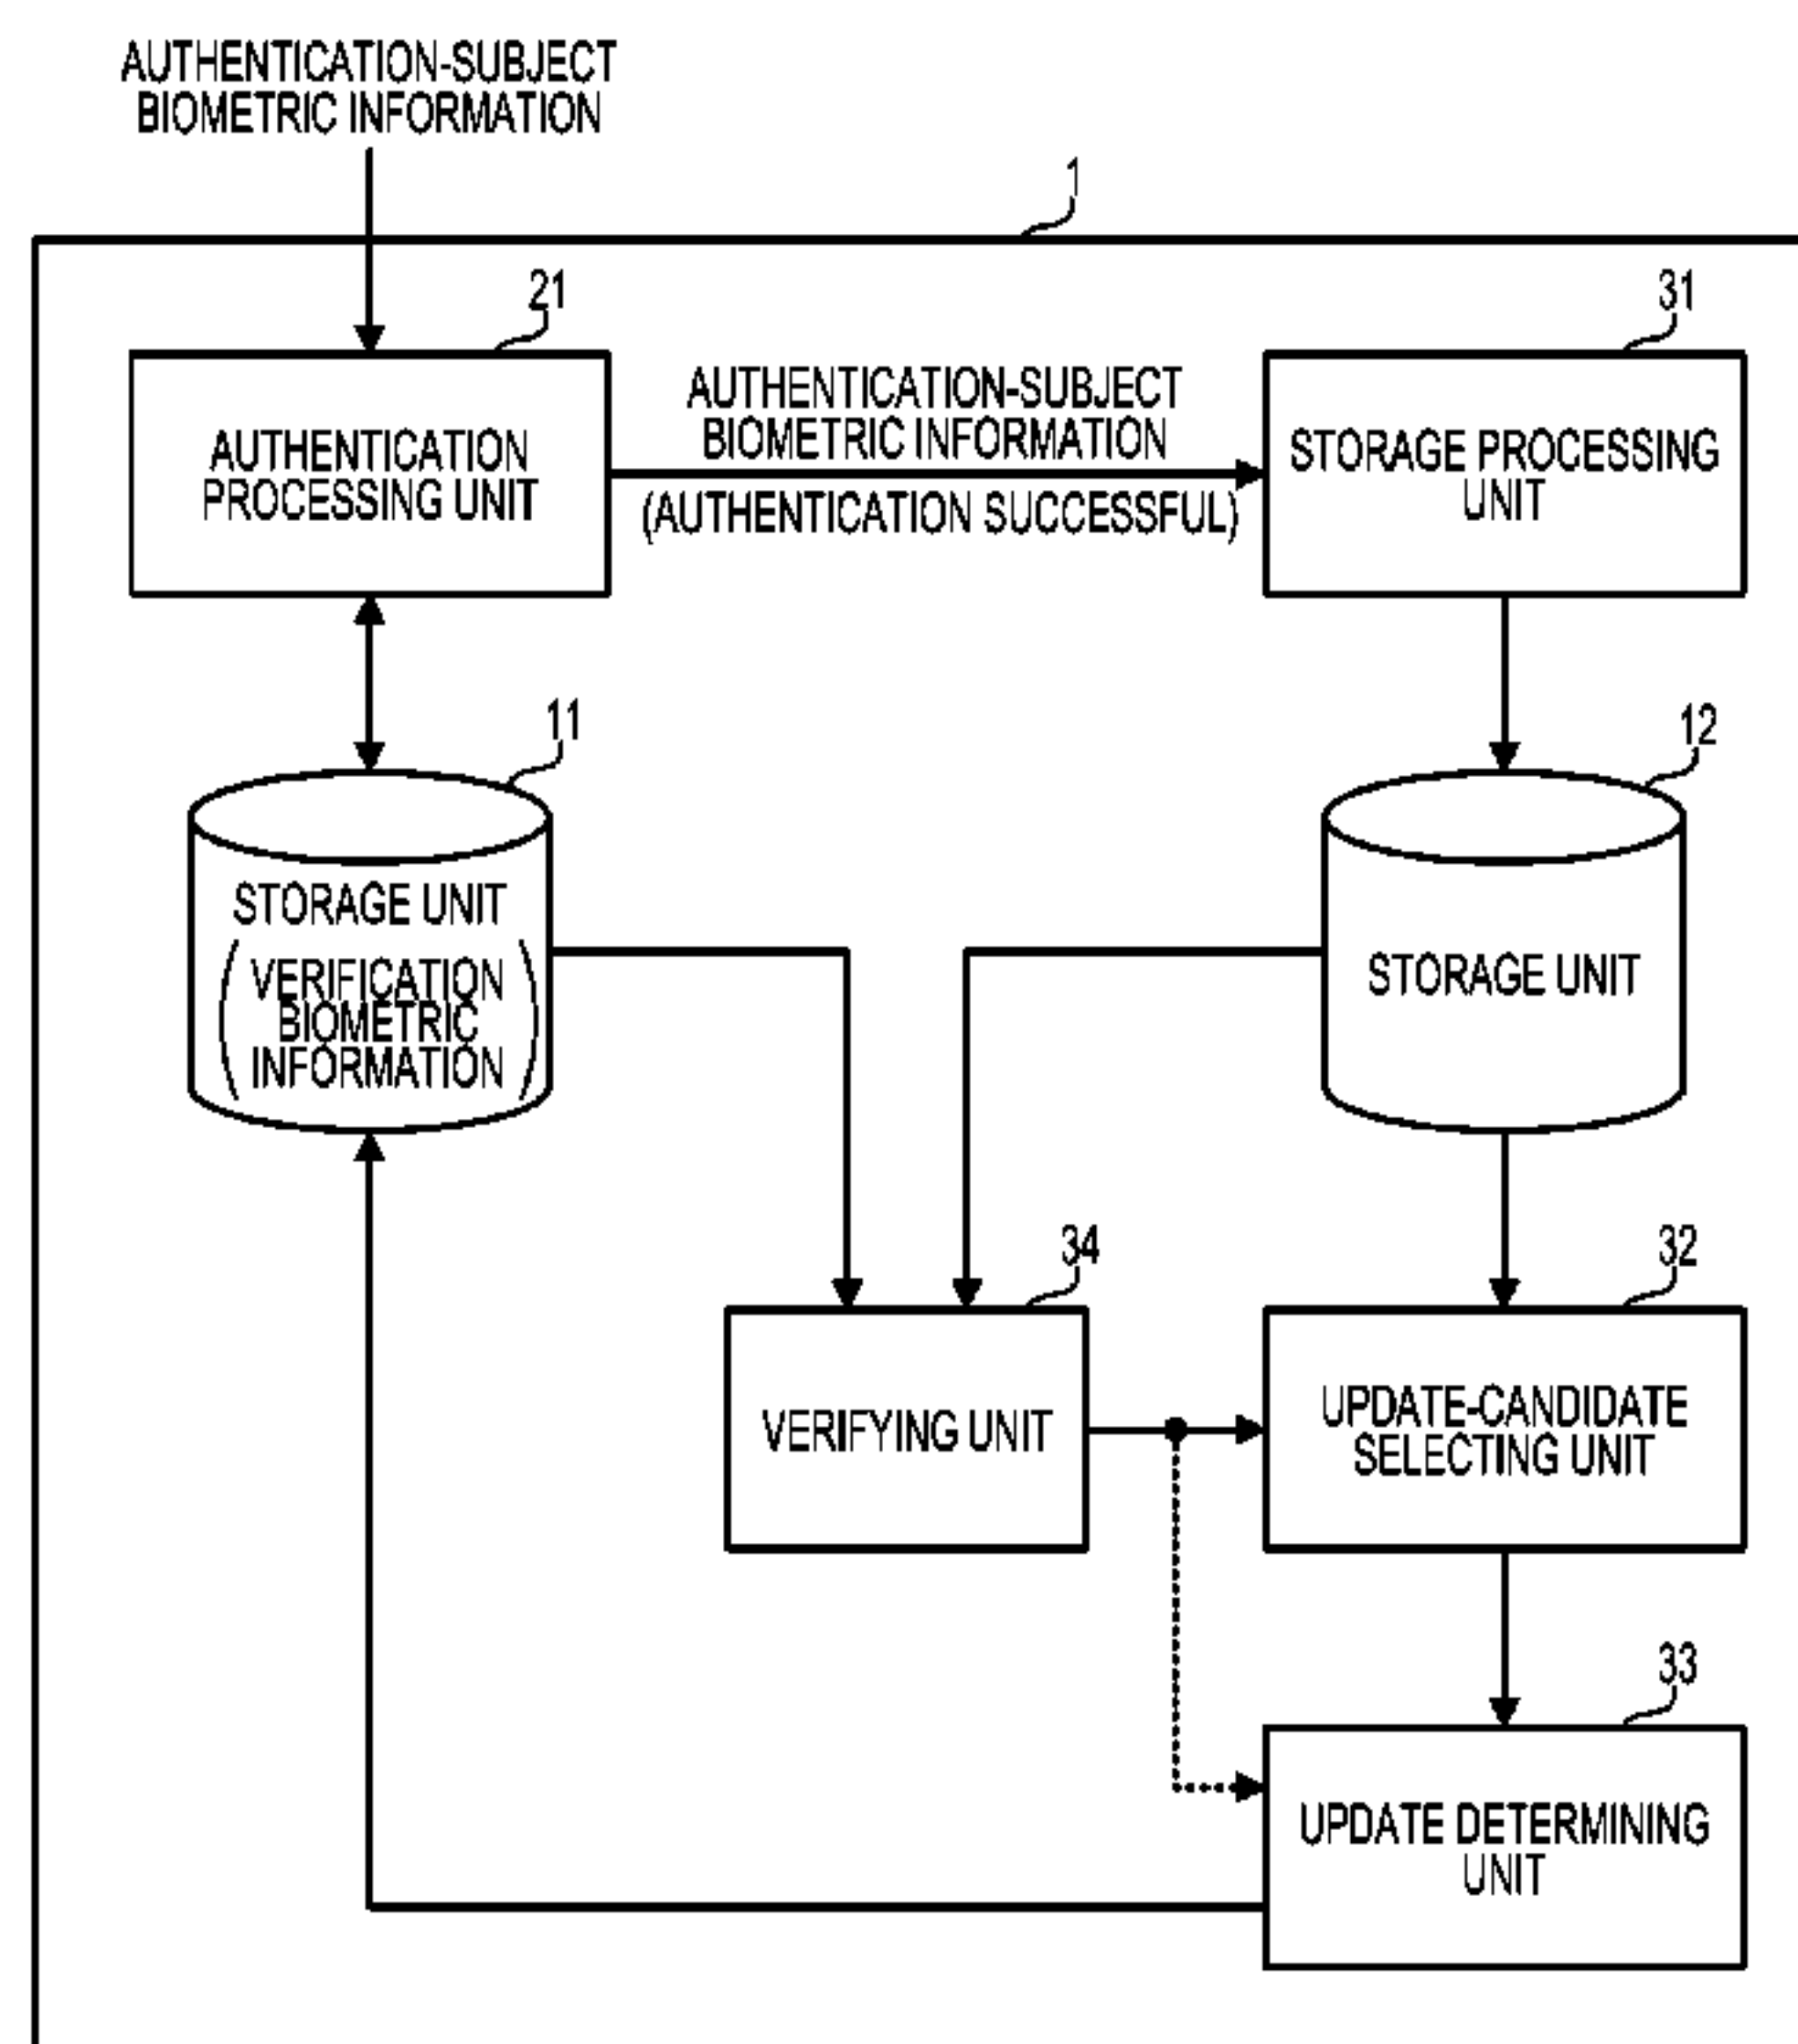 AUTHENTICATION-SUBJECT
BIOMETRIC INFORMATION
1
21
31
AUTHENTICATION
PROCESSING UNIT
AUTHENTICATION-SUBJECT
BIOMETRIC INFORMATION
(AUTHENTICATION SUCCESSFUL)
STORAGE PROCESSING
UNIT
11
12
STORAGE UNIT
(VERIFICATION
BIOMETRIC
INFORMATION)
STORAGE UNIT
34
32
VERIFYING UNIT
UPDATE-CANDIDATE
SELECTING UNIT
33
UPDATE DETERMINING
UNIT